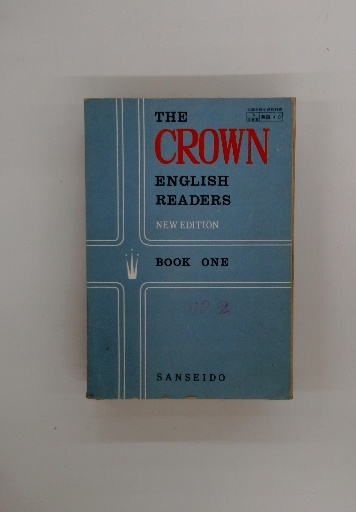 THE
CROWN
ENGLISH
READERS
NEW EDITION
BOOK ONE
SANSEIDO